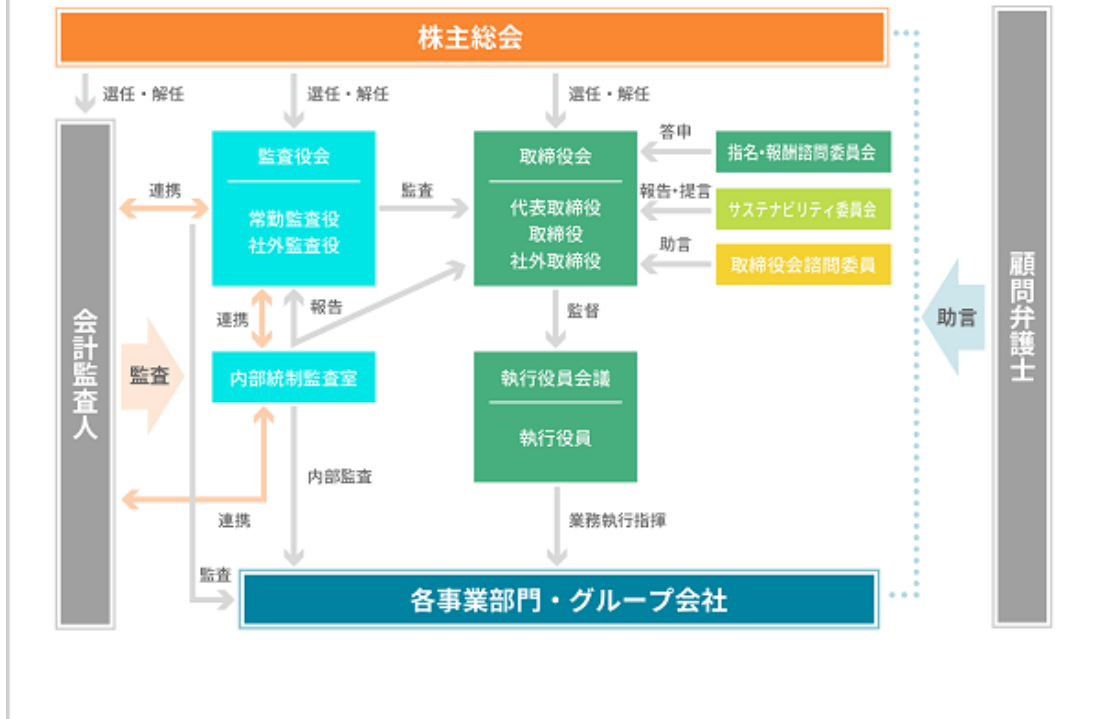 株主総会
選任・解任
選任・解任
選任・解任
監査役会
常勤監査役
社外監査役
取締役会
代表取締役
取締役
社外取締役
答申
指名・報酬諮問委員会
報告・提言
サステナビリティ委員会
助言
取締役会諮問委員
連携
監査
連携
報告
監督
会計監査人
監査
内部統制監査室
執行役員会議
執行役員
助言
顧問弁護士
内部監査
連携
業務執行指揮
監査
各事業部門・グループ会社